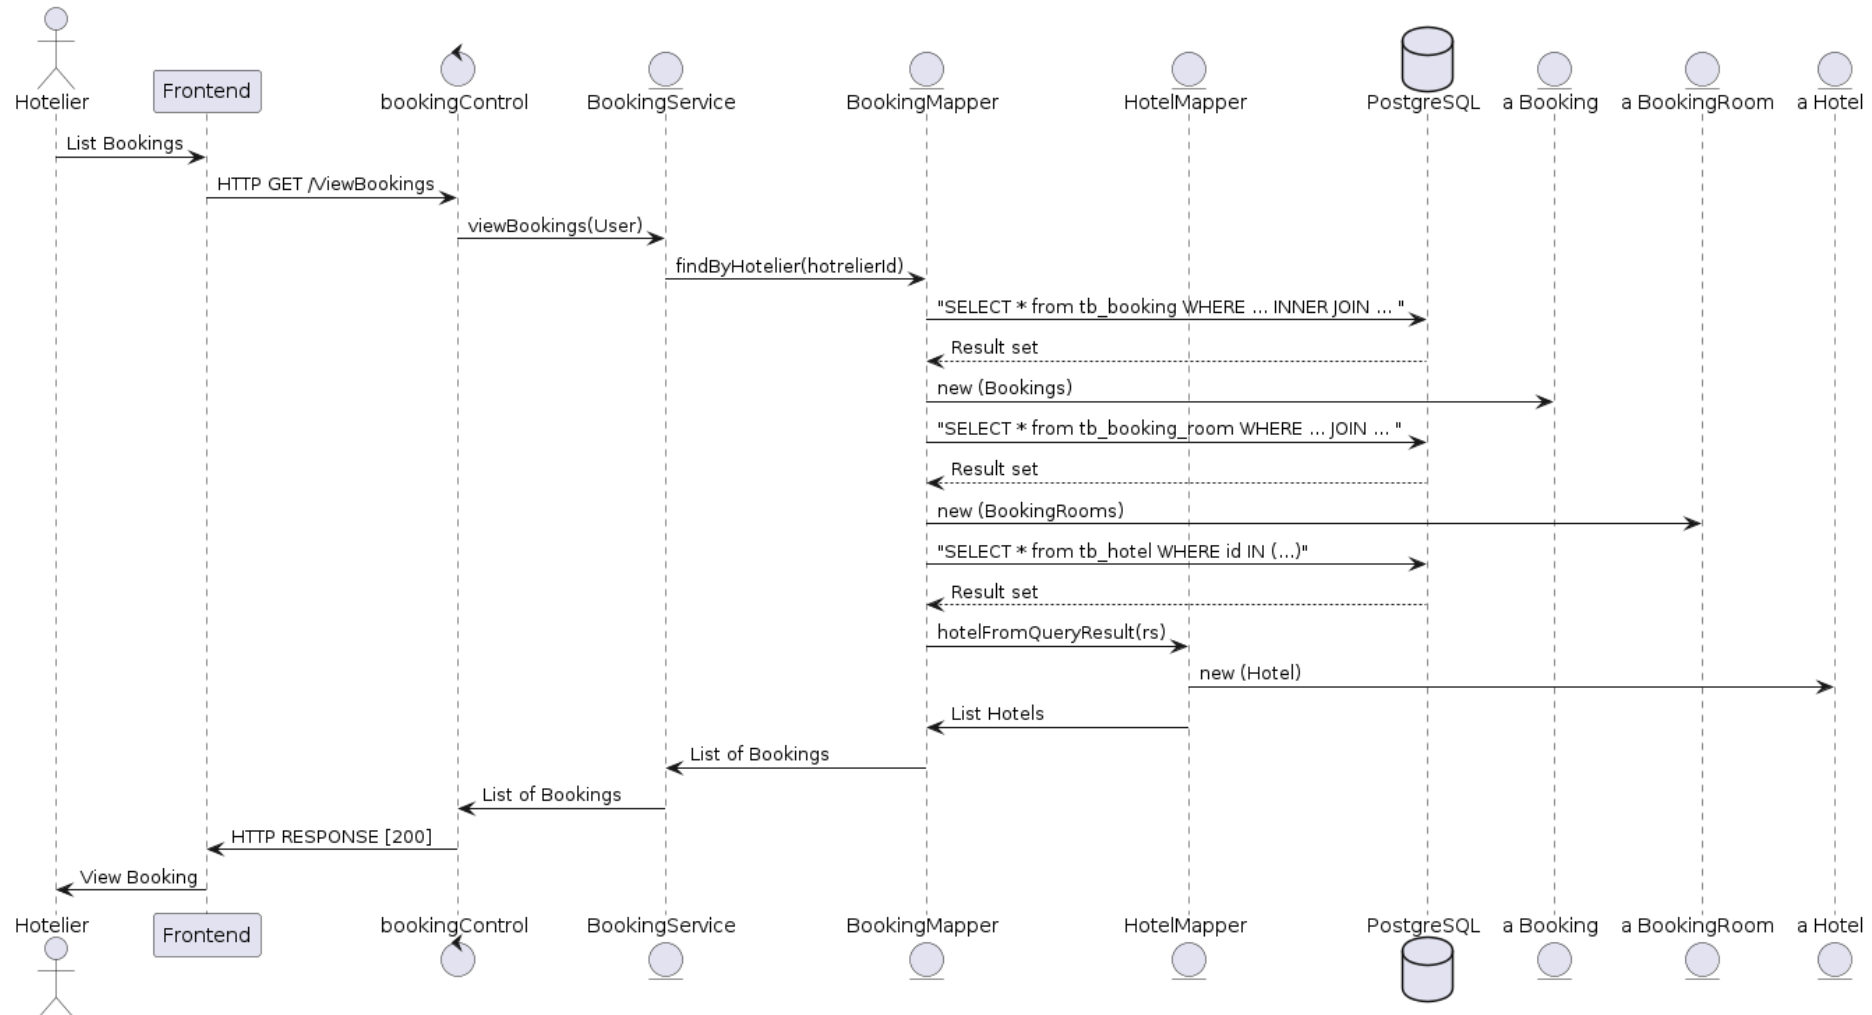 Hotelier
Frontend
bookingControl
BookingService
BookingMapper
HotelMapper
PostgreSQL
a Booking
a BookingRoom
a Hotel
List Bookings
HTTP GET /ViewBookings
viewBookings(User)
findByHotelier(hotrelierId)
"SELECT * from tb_booking WHERE ... INNER JOIN ... "
Result set
new (Bookings)
"SELECT * from tb_booking_room WHERE ... JOIN ... "
Result set
new (BookingRooms)
"SELECT * from tb_hotel WHERE id IN (...)"
Result set
hotelFromQueryResult(rs)
new (Hotel)
List Hotels
List of Bookings
List of Bookings
HTTP RESPONSE [200]
View Booking
Hotelier
Frontend
bookingControl
BookingService
BookingMapper
HotelMapper
PostgreSQL
a Booking
a BookingRoom
a Hotel